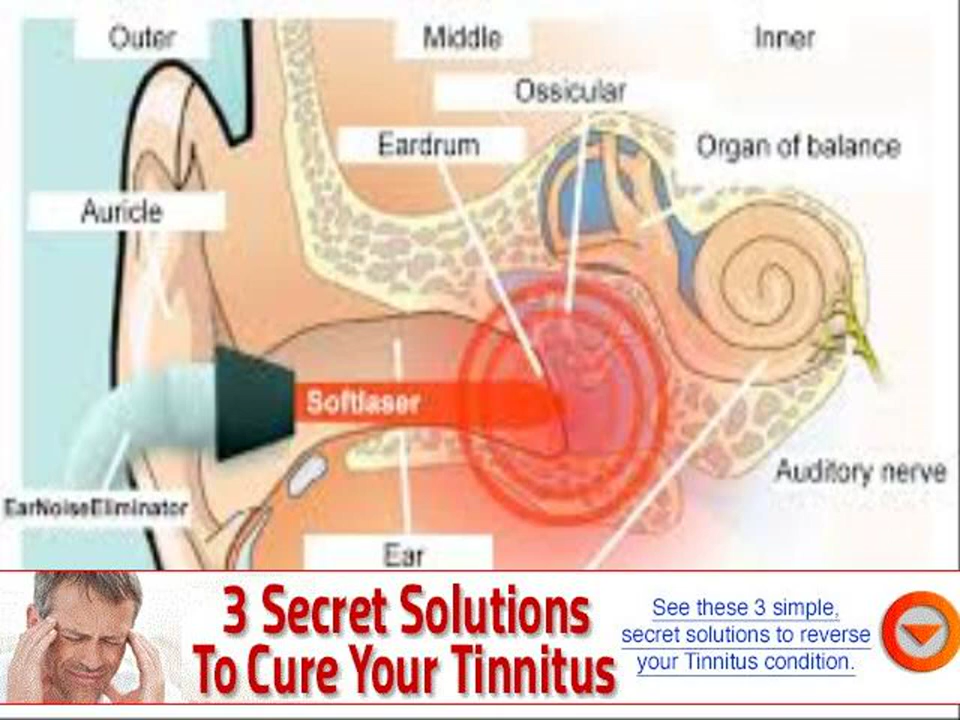 Outer
Middle
Inner
Ossicular
Eardrum
Organ of balance
Auricle
Softlaser
Auditory nerve
EarNoiseEliminator
Ear
3 Secret Solutions
To Cure Your Tinnitus
See these 3 simple,
secret solutions to reverse
your Tinnitus condition.